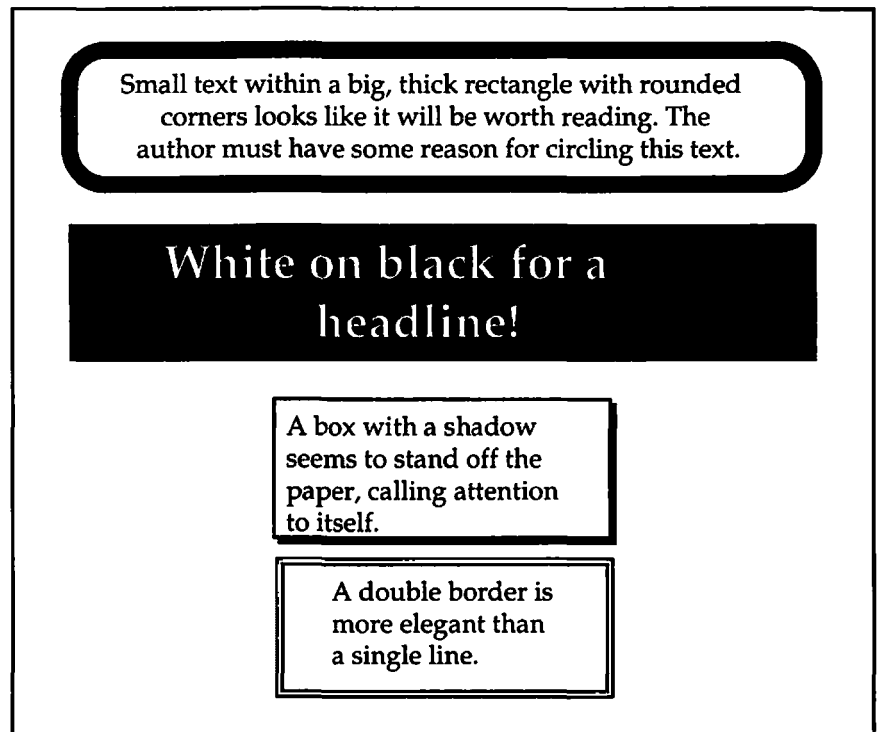 Small text within a big, thick rectangle with rounded
corners looks like it will be worth reading. The
author must have some reason for circling this text.
White on black for a
headline!
A box with a shadow
seems to stand off the
paper, calling attention
to itself.
A double border is
more elegant than
a single line.